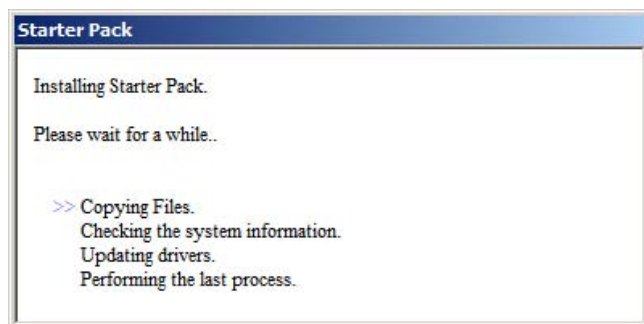 Starter Pack
Installing Starter Pack.
Please wait for a while..
>> Copying Files.
Checking the system information.
Updating drivers.
Performing the last process.